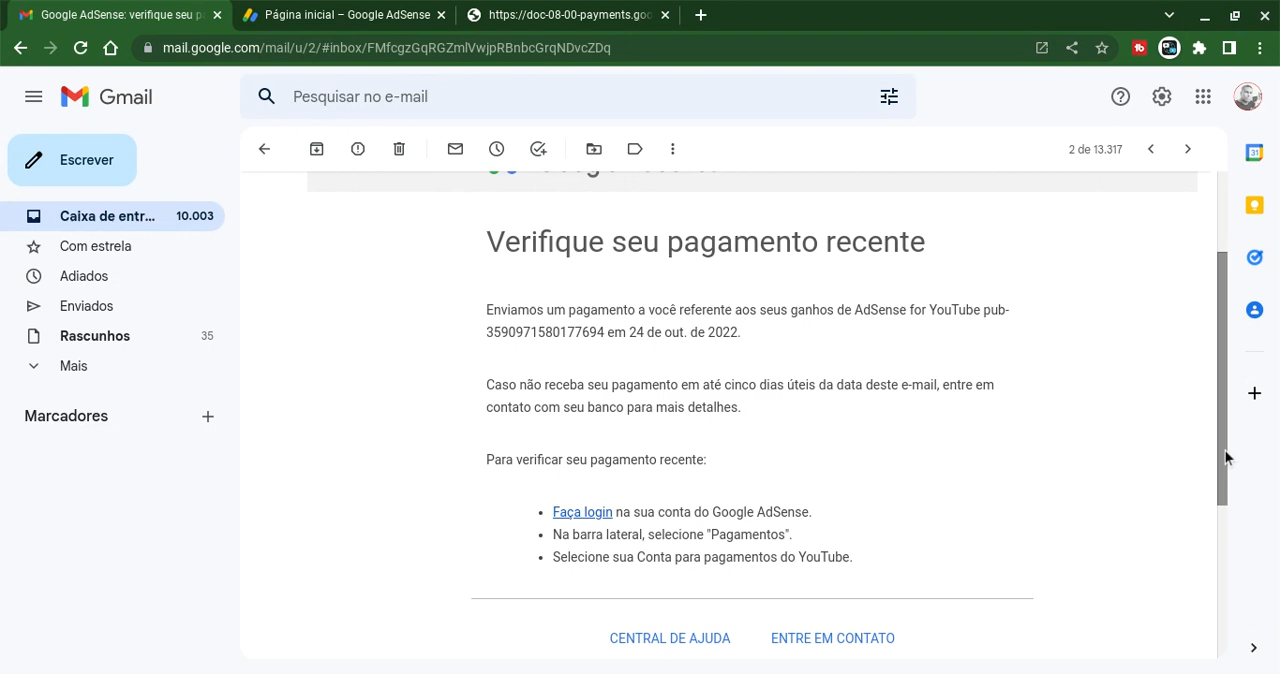 Google AdSense: verifique seu p
Página inicial – Google AdSense
https://doc-08-00-payments.goo
mail.google.com/mail/u/2/#inbox/FMfcgzGqRGZmlVwjpRBnbcGrqNDvcZDq
Gmail
Pesquisar no e-mail
Escrever
2 de 13.317
Caixa de entr... 10.003
Com estrela
Adiados
Enviados
Rascunhos 35
Mais
Marcadores
Verifique seu pagamento recente
Enviamos um pagamento a você referente aos seus ganhos de AdSense for YouTube pub-
3590971580177694 em 24 de out. de 2022.
Caso não receba seu pagamento em até cinco dias úteis da data deste e-mail, entre em
contato com seu banco para mais detalhes.
Para verificar seu pagamento recente:
• Faça login na sua conta do Google AdSense.
• Na barra lateral, selecione "Pagamentos".
• Selecione sua Conta para pagamentos do YouTube.
CENTRAL DE AJUDA ENTRE EM CONTATO
31